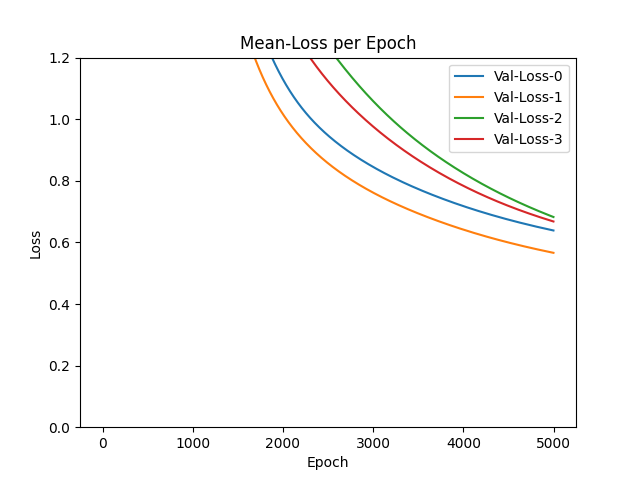 Mean-Loss per Epoch
1.2
1.0
0.8
0.6
0.4
0.2
0.0
Loss
Val-Loss-0
Val-Loss-1
Val-Loss-2
Val-Loss-3
0 1000 2000 3000 4000 5000
Epoch